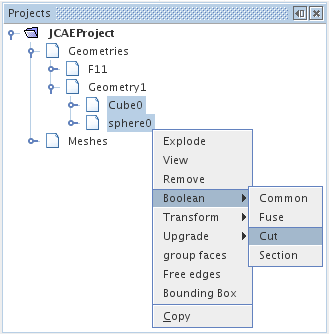 Projects
JCAEProject
Geometries
F11
Geometry1
Cube0
sphere0
Meshes
Explode
View
Remove
Boolean
Transform
Upgrade
group faces
Free edges
Bounding Box
Copy
Common
Fuse
Cut
Section